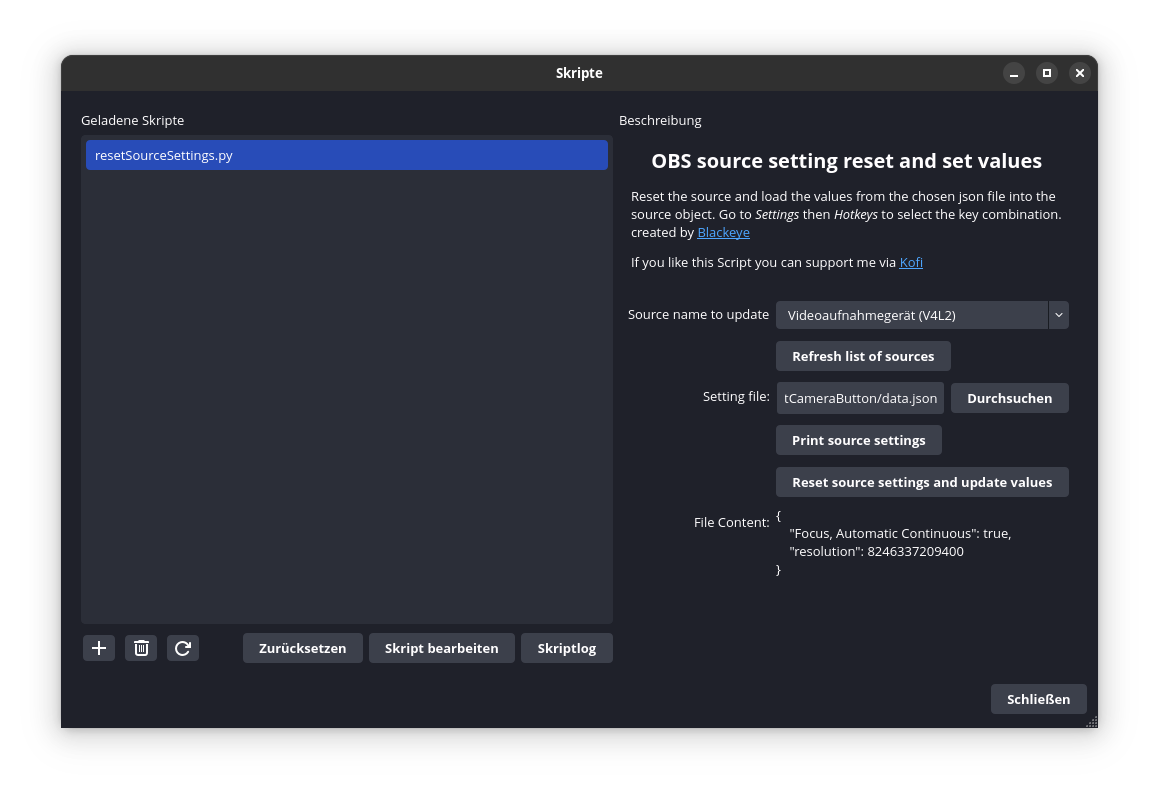 Skripte
Geladene Skripte
resetSourceSettings.py
Zurücksetzen
Skript bearbeiten
Skriptlog
Beschreibung
OBS source setting reset and set values
Reset the source and load the values from the chosen json file into the
source object. Go to Settings then Hotkeys to select the key combination.
created by Blackeye
If you like this Script you can support me via Kofi
Source name to update
Videoaufnahmegerät (V4L2)
Refresh list of sources
Setting file:
tCameraButton/data.json
Durchsuchen
Print source settings
Reset source settings and update values
File Content:
{
"Focus, Automatic Continuous": true,
"resolution": 8246337209400
}
Schließen